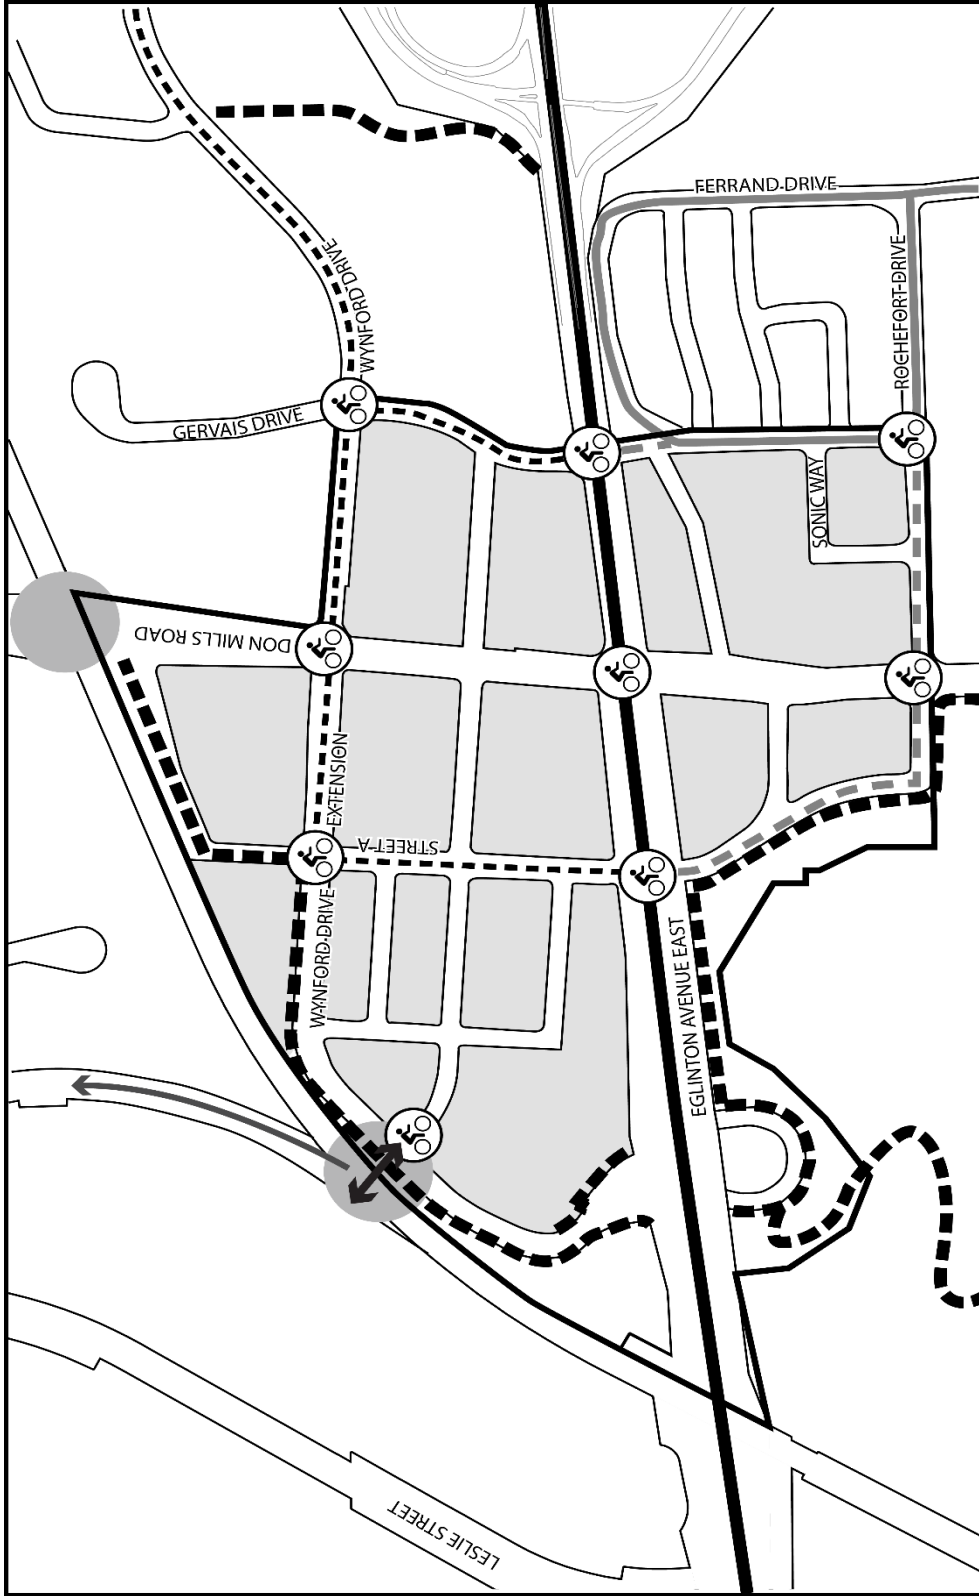 FERRAND DRIVE
ROCHEFORT DRIVE
WYNFORD DRIVE
GERVAIS DRIVE
SONIC WAY
DON MILLS ROAD
EXTENSION
STREET A
WYNFORD DRIVE
EGLINTON AVENUE EAST
LESLIE STREET